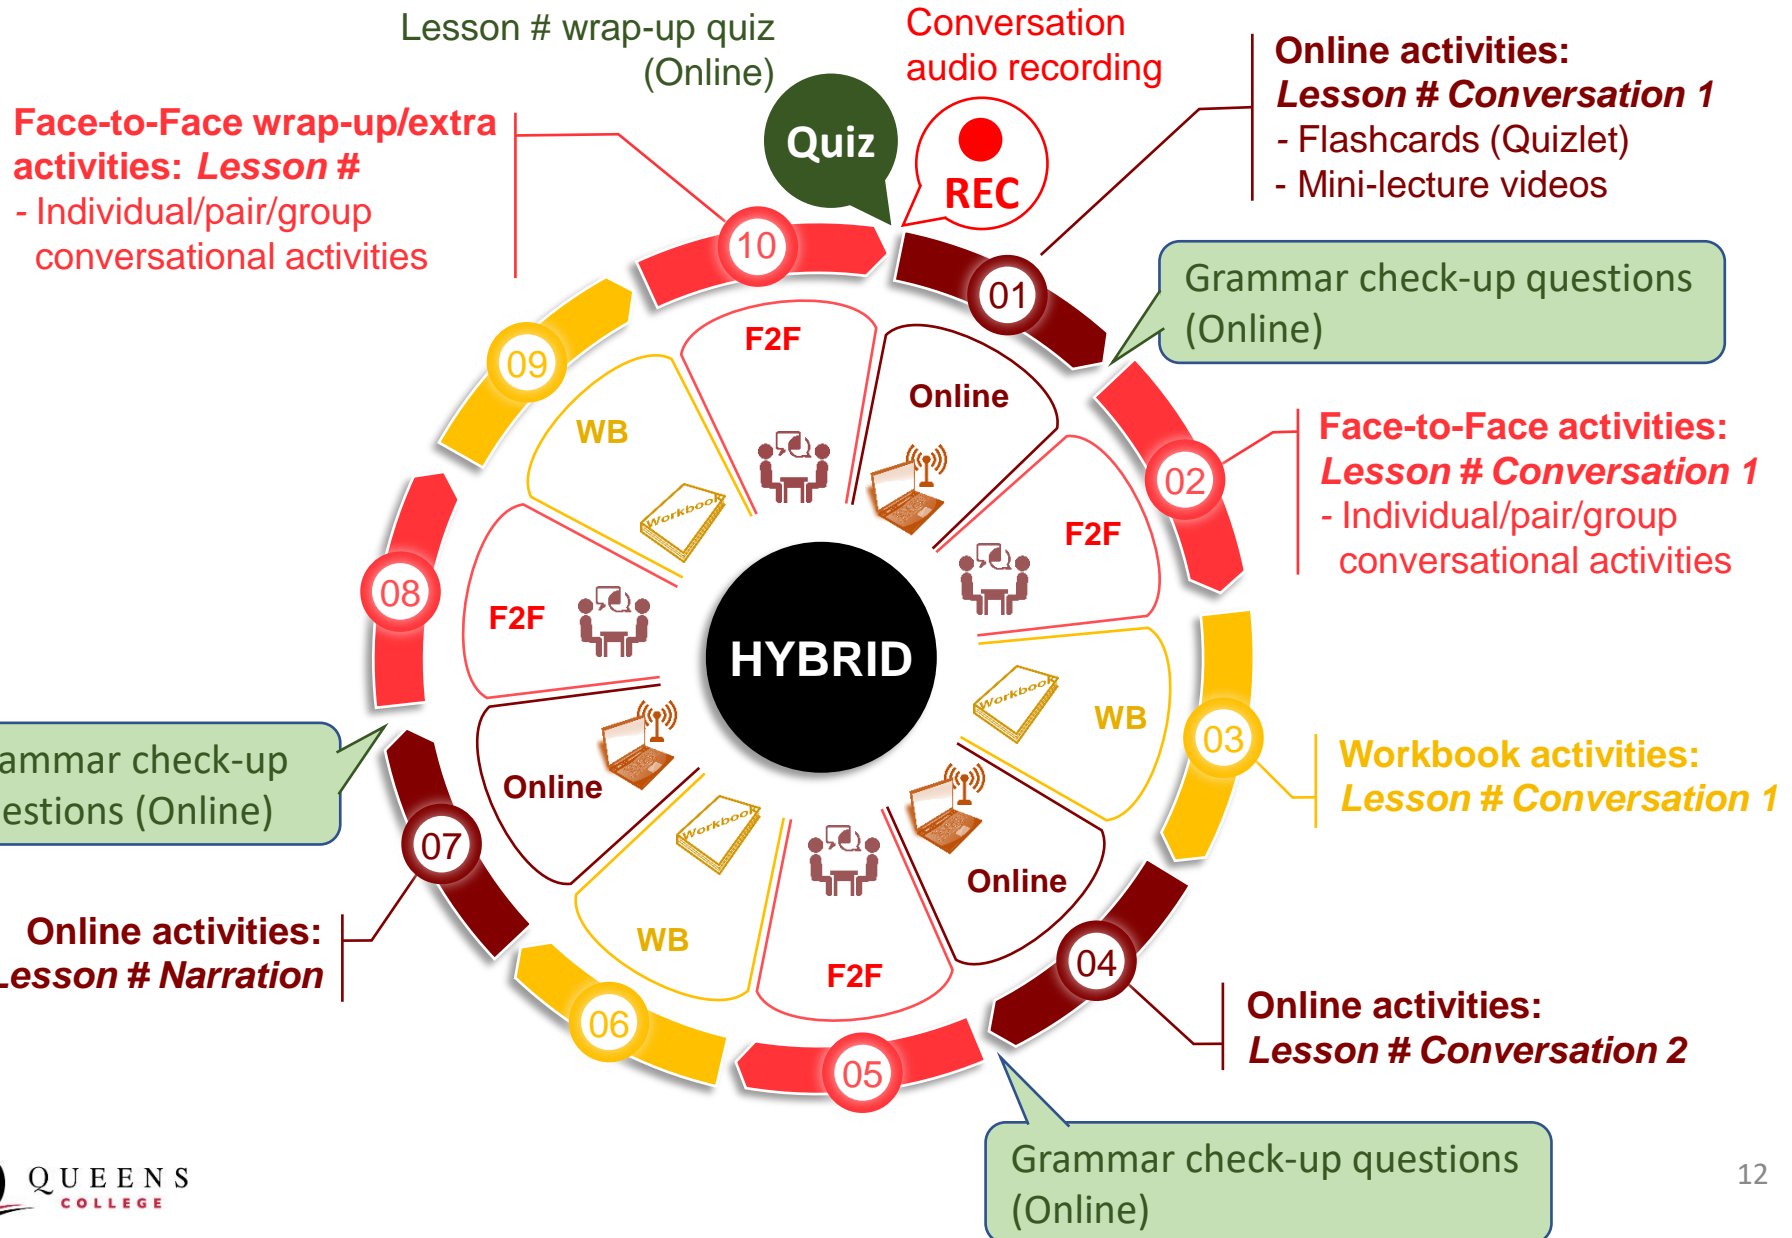 Lesson # wrap-up quiz
(Online)
Conversation
audio recording
Quiz
REC
Online activities:
Lesson # Conversation 1
- Flashcards (Quizlet)
- Mini-lecture videos
Face-to-Face wrap-up/extra
activities: Lesson #
- Individual/pair/group
conversational activities
10
01
Grammar check-up questions
(Online)
09
F2F
Online
WB
Workbook
02
F2F
Face-to-Face activities:
Lesson # Conversation 1
- Individual/pair/group
conversational activities
08
F2F
HYBRID
Workbook
WB
03
Workbook activities:
Lesson # Conversation 1
ammar check-up
estions (Online)
Online
Workbook
07
WB
F2F
Online
04
Online activities:
Lesson # Narration
06
05
Online activities:
Lesson # Conversation 2
Grammar check-up questions
(Online)
QUEENS
COLLEGE
12